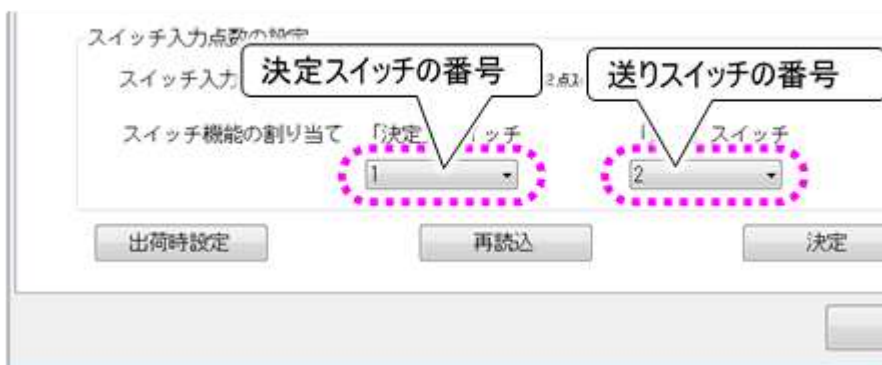 スイッチ入力点数の設定
スイッチ入力
決定スイッチの番号
2点入
送りスイッチの番号
スイッチ機能の割り当て 「決定 イッチ 「 スイッチ
1 2
出荷時設定 再読込 決定